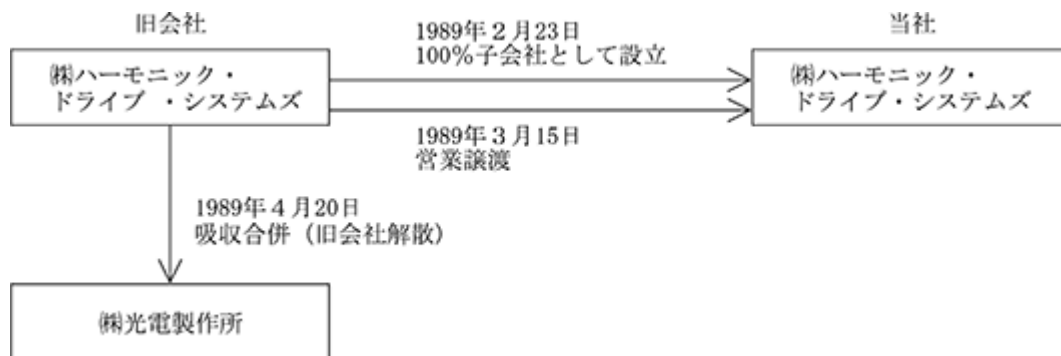 旧会社
当社
1989年2月23日
100%子会社として設立
㈱ハーモニック・
ドライブ ・システムズ
㈱ハーモニック・
ドライブ・システムズ
1989年3月15日
営業譲渡
1989年4月20日
吸収合併（旧会社解散）
㈱光電製作所